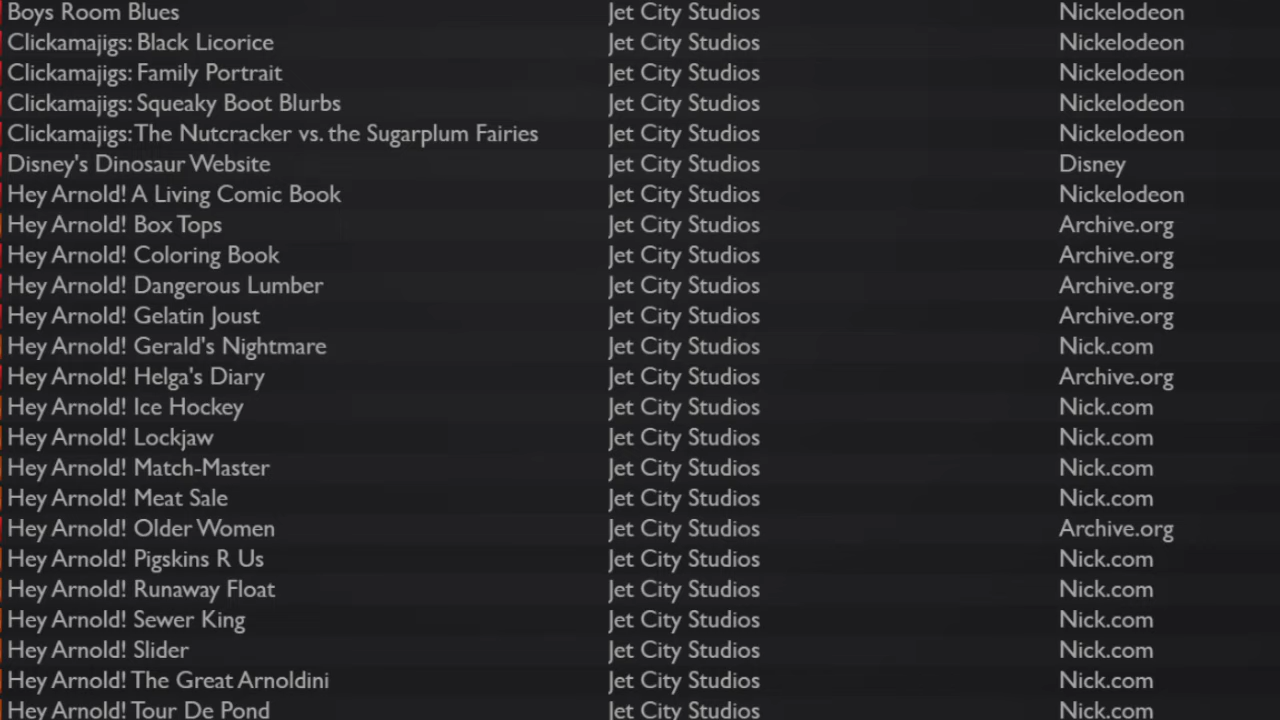 Boys Room Blues Jet City Studios Nickelodeon
Clickamajigs: Black Licorice Jet City Studios Nickelodeon
Clickamajigs: Family Portrait Jet City Studios Nickelodeon
Clickamajigs: Squeaky Boot Blurbs Jet City Studios Nickelodeon
Clickamajigs: The Nutcracker vs. the Sugarplum Fairies Jet City Studios Nickelodeon
Disney's Dinosaur Website Jet City Studios Disney
Hey Arnold! A Living Comic Book Jet City Studios Nickelodeon
Hey Arnold! Box Tops Jet City Studios Archive.org
Hey Arnold! Coloring Book Jet City Studios Archive.org
Hey Arnold! Dangerous Lumber Jet City Studios Archive.org
Hey Arnold! Gelatin Joust Jet City Studios Archive.org
Hey Arnold! Gerald's Nightmare Jet City Studios Nick.com
Hey Arnold! Helga's Diary Jet City Studios Archive.org
Hey Arnold! Ice Hockey Jet City Studios Nick.com
Hey Arnold! Lockjaw Jet City Studios Nick.com
Hey Arnold! Match-Master Jet City Studios Nick.com
Hey Arnold! Meat Sale Jet City Studios Nick.com
Hey Arnold! Older Women Jet City Studios Archive.org
Hey Arnold! Pigskins R Us Jet City Studios Nick.com
Hey Arnold! Runaway Float Jet City Studios Nick.com
Hey Arnold! Sewer King Jet City Studios Nick.com
Hey Arnold! Slider Jet City Studios Nick.com
Hey Arnold! The Great Arnoldini Jet City Studios Nick.com
Hey Arnold! Tour De Pond Jet City Studios Nick.com